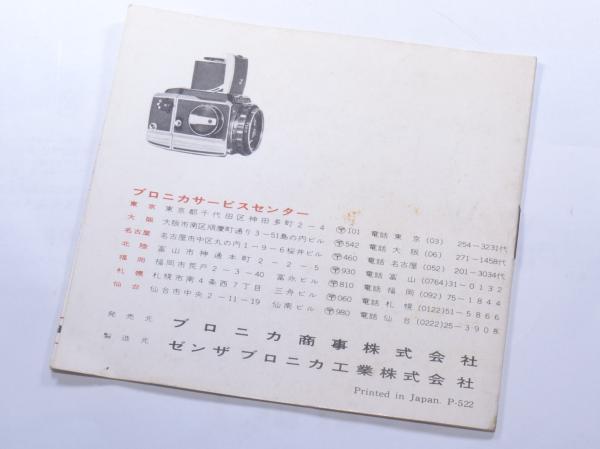 ブロニカサービスセンター
東京 東京都千代田区神田多町2-4 〒101 電話 東京(03) 254-3231代
大阪 大阪市南区順慶町通り3-51島の内ビル 〒542 電話 大阪(06) 271-1458代
名古屋 名古屋市中区丸の内1-9-6桜井ビル 〒460 電話 名古屋(052) 201-3034代
北陸 富山市神通本町2-2-5 〒930 電話 富山(0764)31-0132
福岡 福岡市荒戸2-3-40 富永ビル 〒810 電話 福岡(092)75-1844
札幌 札幌市南4条西7丁目 三舟ビル 〒060 電話 札幌(0122)51-5866
仙台 仙台市中央2-11-19 仙南ビル 〒980 電話 仙台(0222)25-390
発売元 ブロニカ商事株式会社
製造元 ゼンザブロニカ工業株式会社
Printed in Japan. P-522